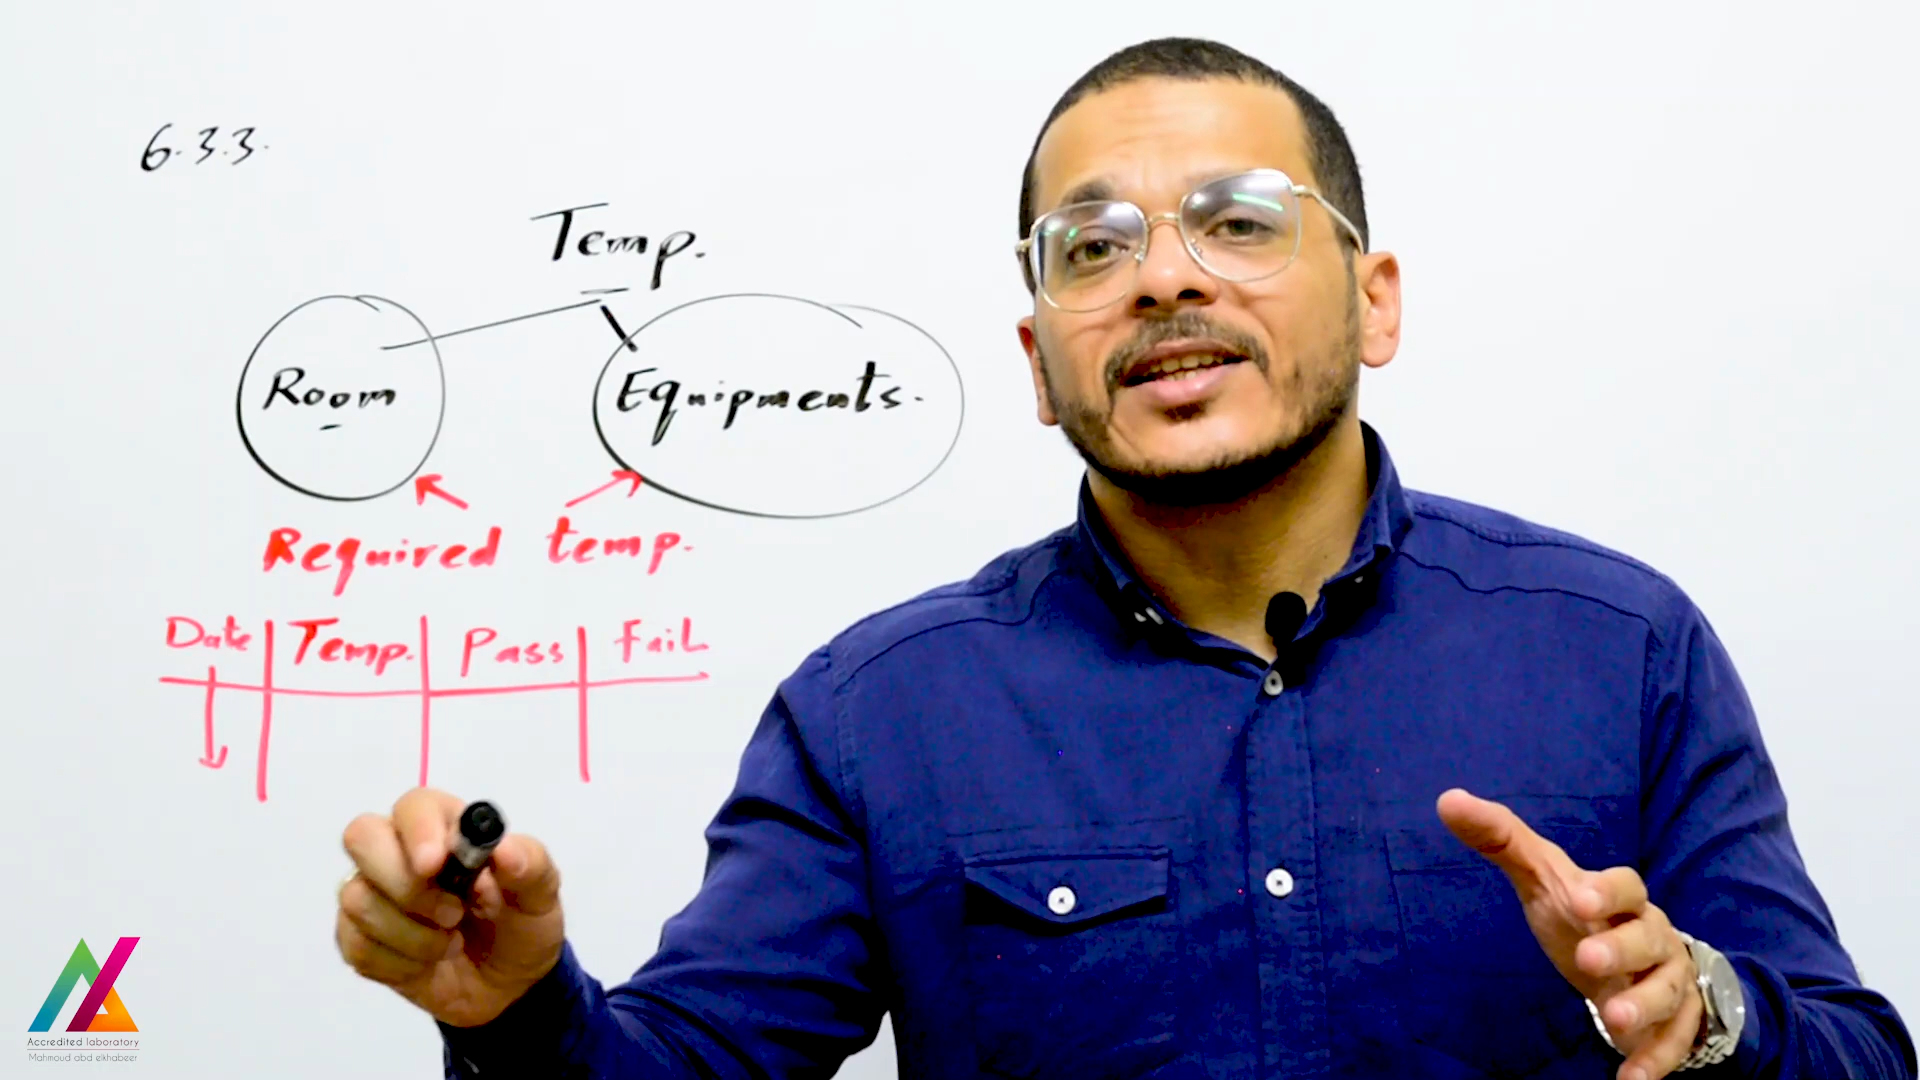 6.3.3.
Temp.
Room Equipments.
Required temp.
Date Temp. Pass Fail
Accredited laboratory
Mahmoud abd elkhabeer